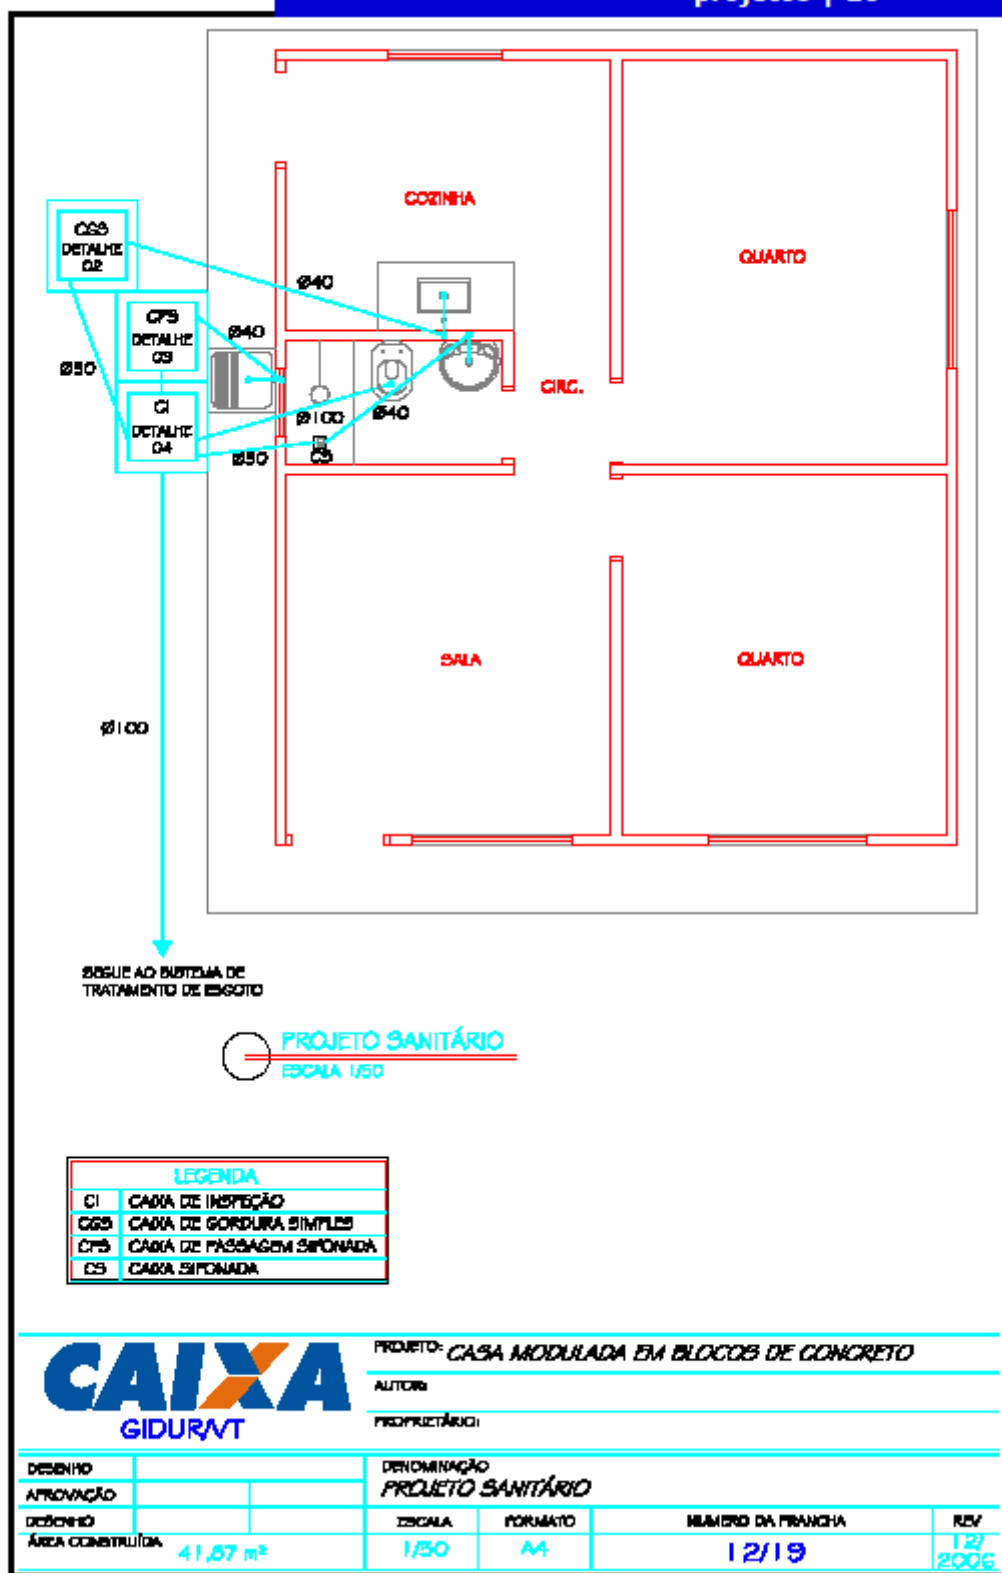 COZINHA
QUARTO
CGS
DETALHE
02
Ø40
CPS
DETALHE
03
Ø40
Ø50
CIRC.
CI
DETALHE
04
Ø100
Ø40
CS
Ø50
SALA
QUARTO
Ø100
SEGUE AO SISTEMA DE
TRATAMENTO DE ESGOTO
PROJETO SANITÁRIO
ESCALA 1/50
LEGENDA
CI CAIXA DE INSPEÇÃO
CGS CAIXA DE GORDURA SIMPLES
CPS CAIXA DE PASSAGEM SIFONADA
CS CAIXA SIFONADA
CAIXA
GIDUR/VT
PROJETO: CASA MODULADA EM BLOCOS DE CONCRETO
AUTOR:
PROPRIETÁRIO:
DESENHO
APROVAÇÃO
DESENHO
DENOMINAÇÃO
PROJETO SANITÁRIO
ÁREA CONSTRUÍDA 41,87 m²
ESCALA
1/50
FORMATO
A4
NUMERO DA PRANCHA
12/19
REV
12/
2006